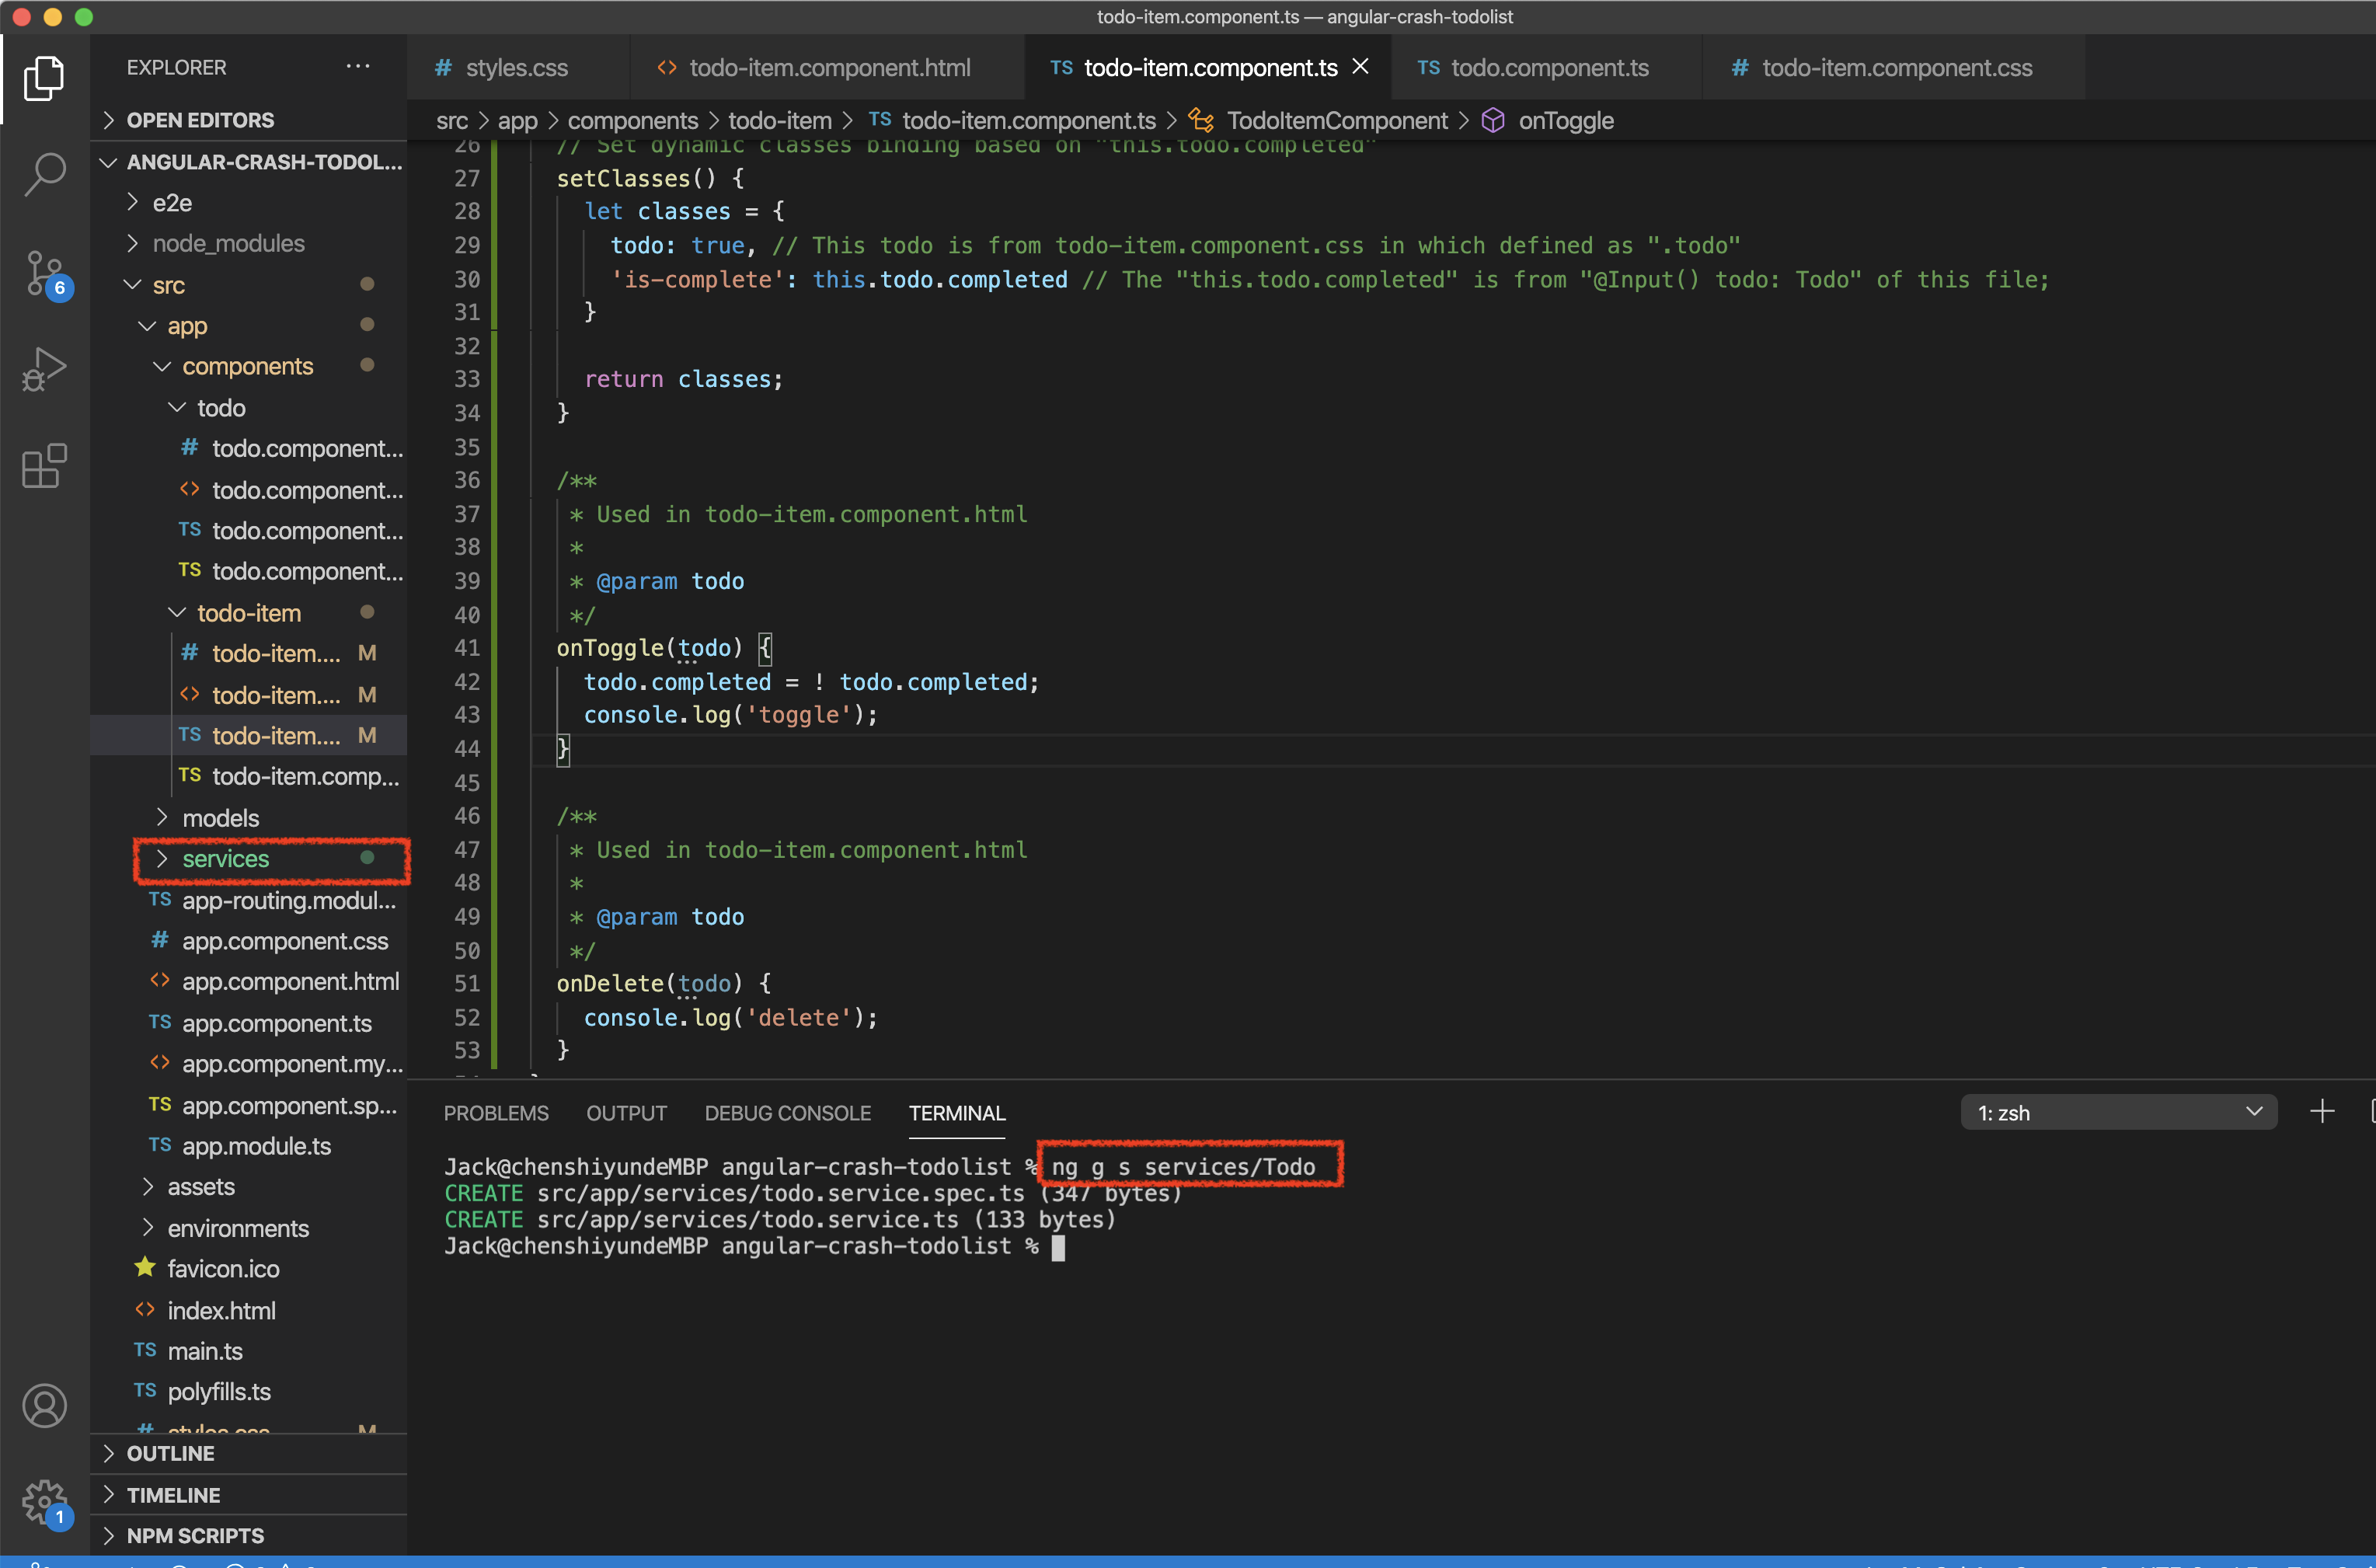 todo-item.component.ts — angular-crash-todolist
EXPLORER ...
# styles.css
<> todo-item.component.html
TS todo-item.component.ts ×
TS todo.component.ts
# todo-item.component.css
src > app > components > todo-item > TS todo-item.component.ts > TodoItemComponent > onToggle
> OPEN EDITORS
ANGULAR-CRASH-TODOL...
> e2e
> node_modules
src
app
components
todo
# todo.component...
<> todo.component...
TS todo.component...
TS todo.component...
todo-item
# todo-item.... M
<> todo-item.... M
TS todo-item.... M
TS todo-item.comp...
> models
> services
TS app-routing.modul...
# app.component.css
<> app.component.html
TS app.component.ts
<> app.component.my...
TS app.component.sp...
TS app.module.ts
> assets
> environments
favicon.ico
<> index.html
TS main.ts
TS polyfills.ts
# styles.css M
> OUTLINE
> TIMELINE
> NPM SCRIPTS
6
1
26 // Set dynamic classes binding based on "this.todo.completed"
27 setClasses() {
28 let classes = {
29 todo: true, // This todo is from todo-item.component.css in which defined as ".todo"
30 'is-complete': this.todo.completed // The "this.todo.completed" is from "@Input() todo: Todo" of this file;
31 }
32
33 return classes;
34 }
35
36 /**
37 * Used in todo-item.component.html
38 *
39 * @param todo
40 */
41 onToggle(todo) {
42 todo.completed = ! todo.completed;
43 console.log('toggle');
44 }
45
46 /**
47 * Used in todo-item.component.html
48 *
49 * @param todo
50 */
51 onDelete(todo) {
52 console.log('delete');
53 }
PROBLEMS OUTPUT DEBUG CONSOLE TERMINAL
1: zsh
Jack@chenshiyundeMBP angular-crash-todolist % ng g s services/Todo
CREATE src/app/services/todo.service.spec.ts (347 bytes)
CREATE src/app/services/todo.service.ts (133 bytes)
Jack@chenshiyundeMBP angular-crash-todolist %